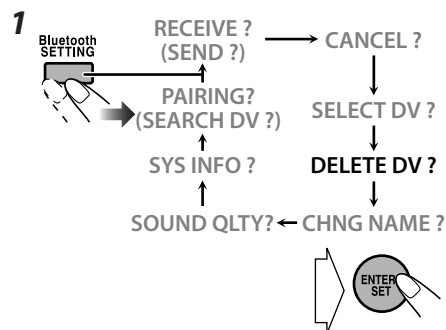 1
Bluetooth
SETTING
RECEIVE ?
(SEND ?)
CANCEL ?
PAIRING?
(SEARCH DV ?)
SELECT DV ?
SYS INFO ?
DELETE DV ?
SOUND QLTY?
CHNG NAME ?
ENTER
SET